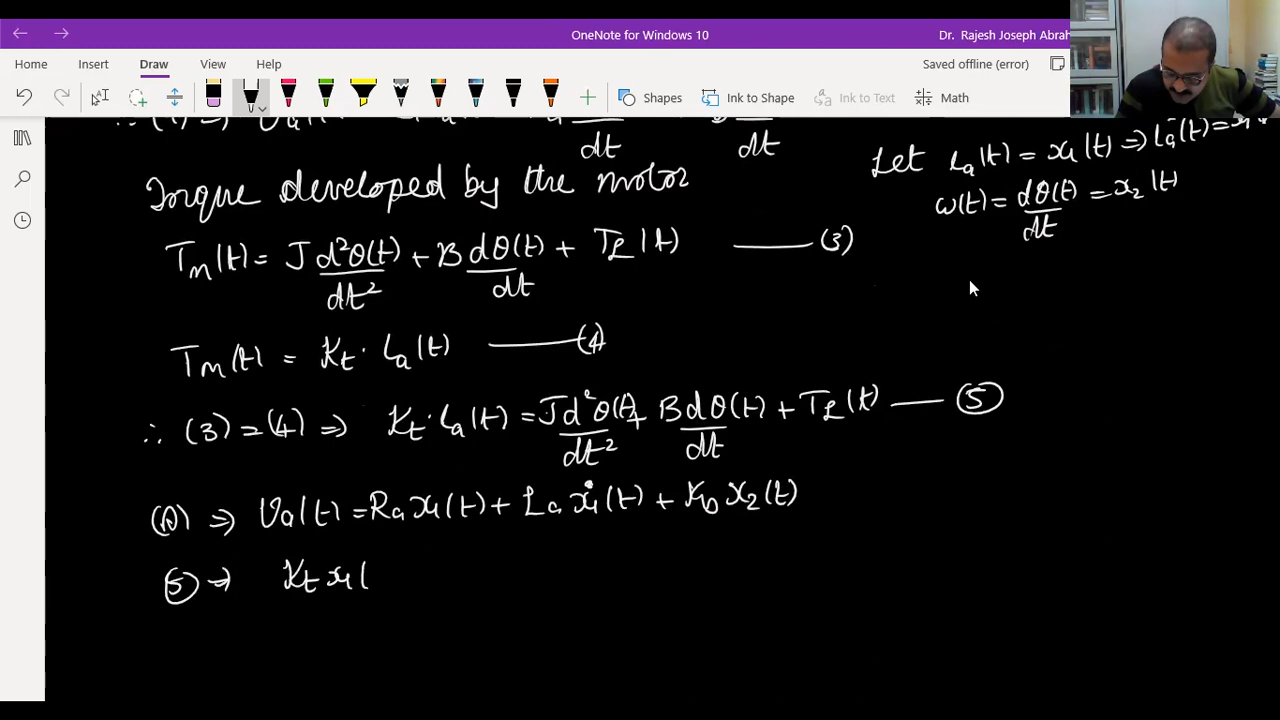 OneNote for Windows 10
Dr. Rajesh Joseph Abrah
Home Insert Draw View Help
Saved offline (error)
Shapes Ink to Shape Ink to Text Math
dt dt
Let ia(t) = x1(t) ⇒
ω(t) = dθ(t)/dt = x2(t)
Torque developed by the motor
Tm(t) = J d²θ(t)/dt² + B dθ(t)/dt + TL(t) —— (3)
Tm(t) = Kt · ia(t) —— (4)
∴ (3) = (4) ⇒ Kt · ia(t) = J d²θ(t)/dt² + B dθ(t)/dt + TL(t) —— (5)
⇒ Va(t) = Ra x1(t) + La ẋ1(t) + Kb x2(t)
(5) ⇒ Kt x1(